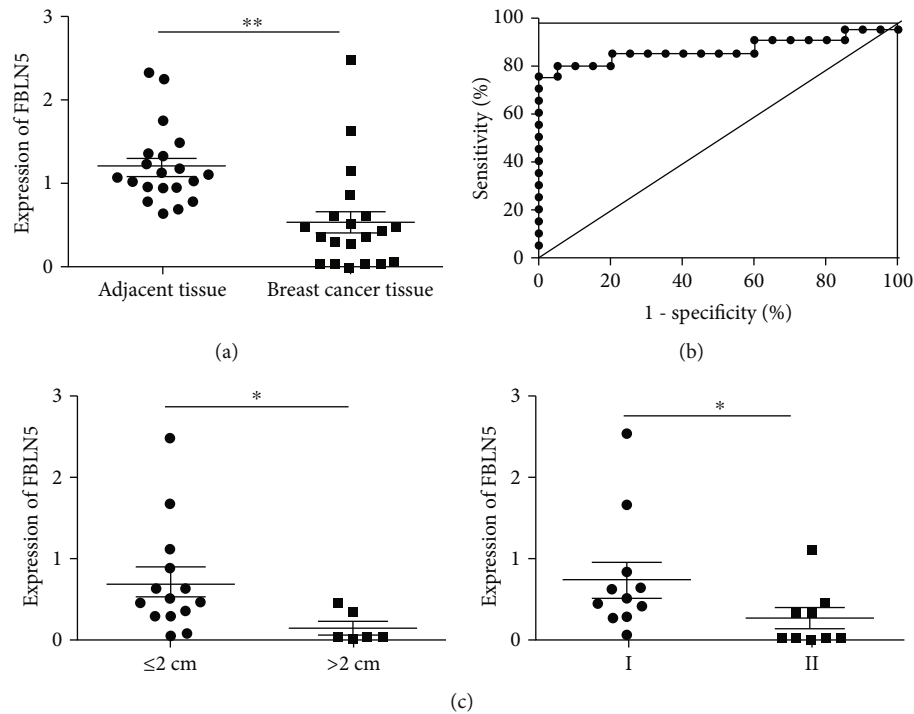 Expression of FBLN5
3
2
1
0
**
Adjacent tissue
Breast cancer tissue
(a)
Sensitivity (%)
100
80
60
40
20
0
0
20
40
60
80
100
1 - specificity (%)
(b)
Expression of FBLN5
3
2
1
0
*
≤2 cm
>2 cm
Expression of FBLN5
3
2
1
0
*
I
II
(c)